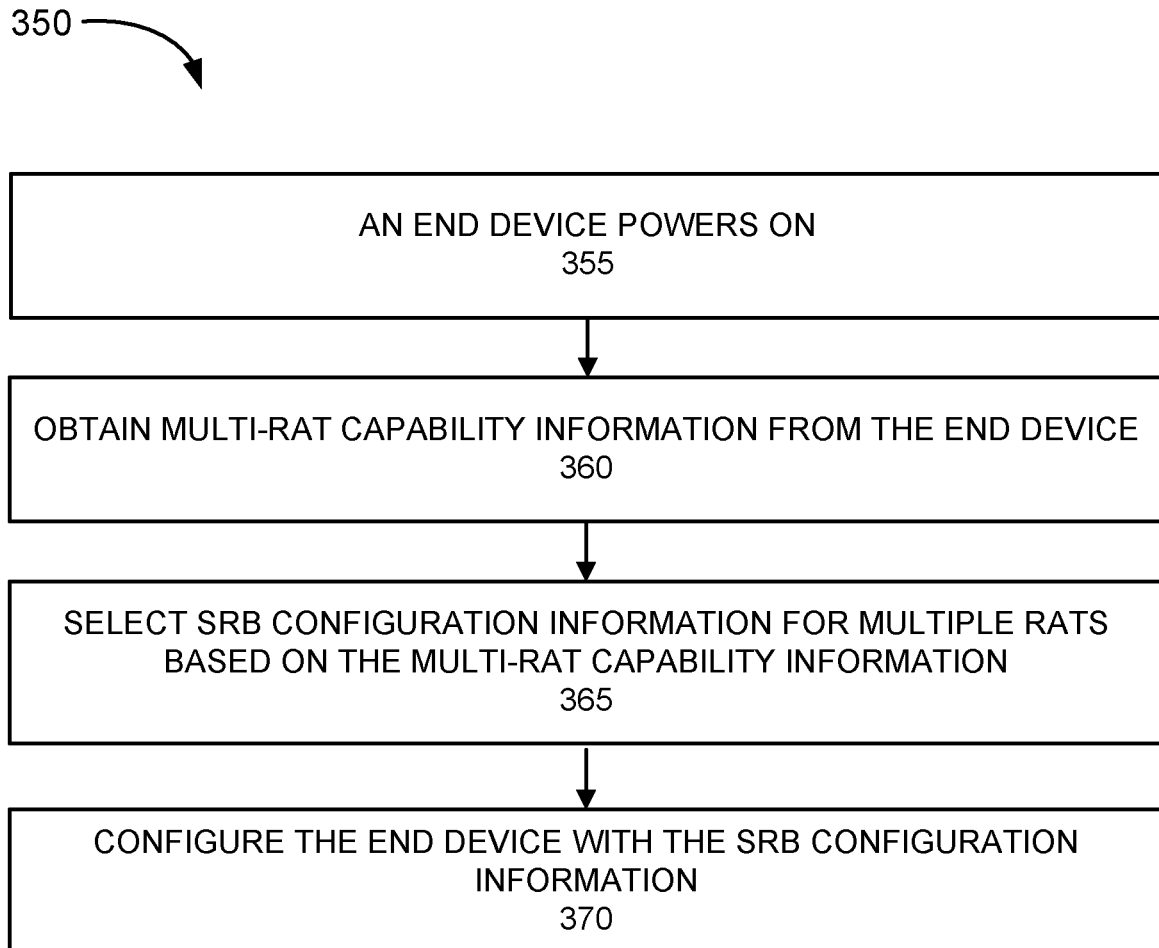 350
AN END DEVICE POWERS ON
355
OBTAIN MULTI-RAT CAPABILITY INFORMATION FROM THE END DEVICE
360
SELECT SRB CONFIGURATION INFORMATION FOR MULTIPLE RATS
BASED ON THE MULTI-RAT CAPABILITY INFORMATION
365
CONFIGURE THE END DEVICE WITH THE SRB CONFIGURATION
INFORMATION
370